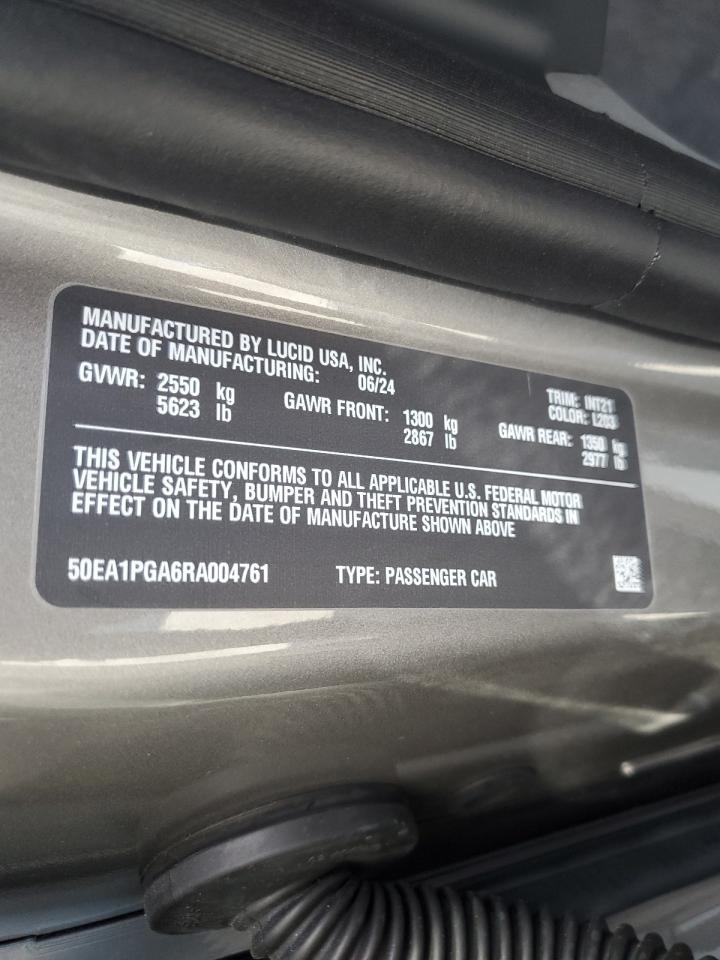 MANUFACTURED BY LUCID USA, INC.
DATE OF MANUFACTURING: 06/24
TRIM: INT21
COLOR: L203
GVWR: 2550 kg
5623 lb
GAWR FRONT: 1300 kg
2867 lb
GAWR REAR: 1350 kg
2977 lb
THIS VEHICLE CONFORMS TO ALL APPLICABLE U.S. FEDERAL MOTOR
VEHICLE SAFETY, BUMPER AND THEFT PREVENTION STANDARDS IN
EFFECT ON THE DATE OF MANUFACTURE SHOWN ABOVE
50EA1PGA6RA004761 TYPE: PASSENGER CAR